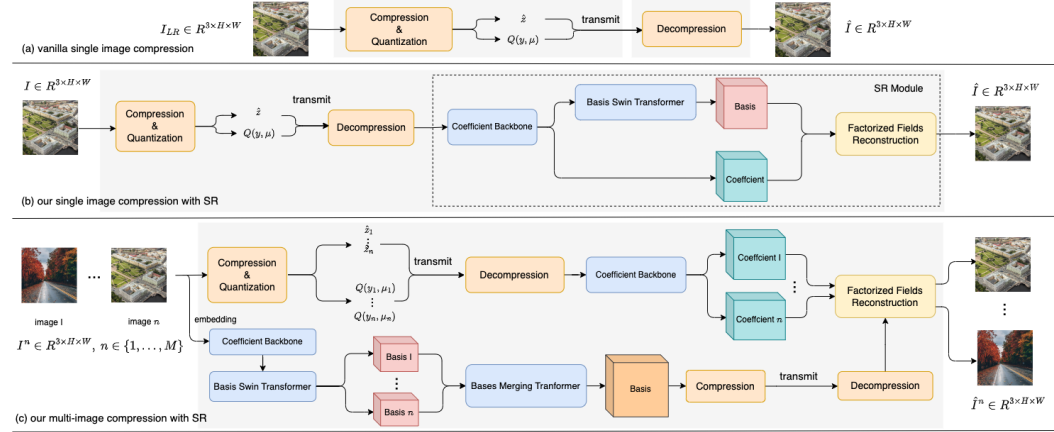 I_{LR} ∈ R^{3×H×W}
Compression
&
Quantization
ẑ
Q(y, μ)
transmit
Decompression
Î ∈ R^{3×H×W}
(a) vanilla single image compression
I ∈ R^{3×H×W}
Compression
&
Quantization
ẑ
Q(y, μ)
transmit
Decompression
Coefficient Backbone
Basis Swin Transformer
Basis
Coeffcient
SR Module
Factorized Fields
Reconstruction
Î ∈ R^{3×H×W}
(b) our single image compression with SR
image I
...
image n
I^n ∈ R^{3×H×W}, n ∈ {1, . . . , M}
Compression
&
Quantization
ẑ_1
⋮
ẑ_n
Q(y_1, μ_1)
⋮
Q(y_n, μ_n)
transmit
Decompression
Coefficient Backbone
Coeffcient I
⋮
Coeffcient n
Factorized Fields
Reconstruction
⋮
embedding
Coefficient Backbone
Basis Swin Transformer
Basis I
⋮
Basis n
Bases Merging Tranformer
Basis
Compression
transmit
Decompression
Î^n ∈ R^{3×H×W}
(c) our multi-image compression with SR